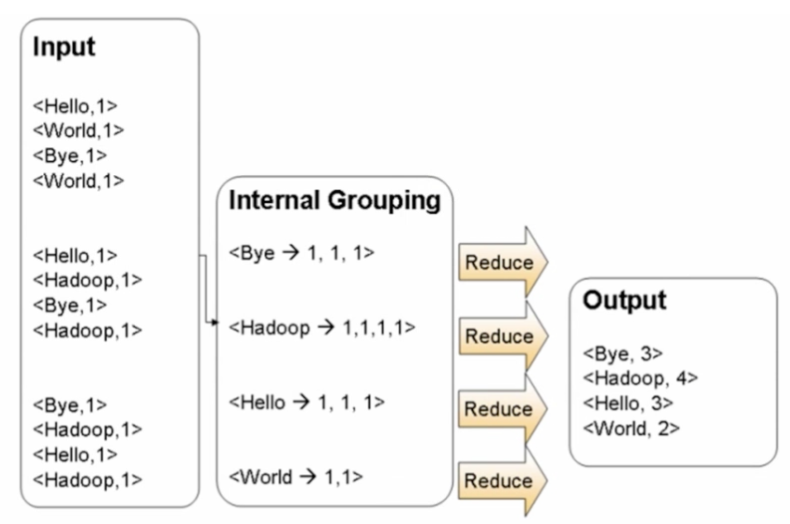 Input
<Hello,1>
<World,1>
<Bye,1>
<World,1>
<Hello,1>
<Hadoop,1>
<Bye,1>
<Hadoop,1>
<Bye,1>
<Hadoop,1>
<Hello,1>
<Hadoop,1>
Internal Grouping
<Bye → 1, 1, 1>
<Hadoop → 1,1,1,1>
<Hello → 1, 1, 1>
<World → 1,1>
Reduce
Reduce
Reduce
Reduce
Output
<Bye, 3>
<Hadoop, 4>
<Hello, 3>
<World, 2>